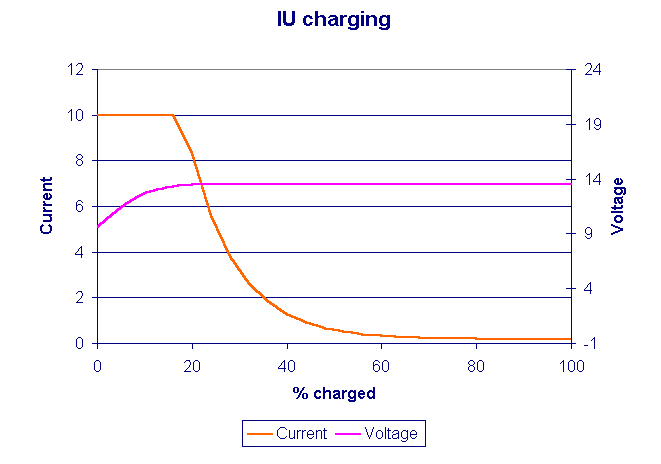 IU charging
12
10
8
6
4
2
0
Current
24
19
14
9
4
-1
Voltage
0 20 40 60 80 100
% charged
Current Voltage